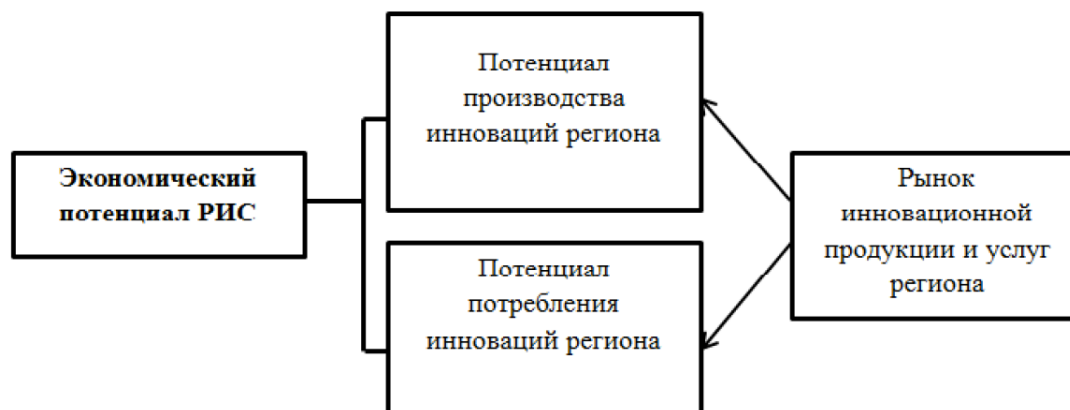 Потенциал
производства
инноваций региона
Экономический
потенциал РИС
Рынок
инновационной
продукции и услуг
региона
Потенциал
потребления
инноваций региона